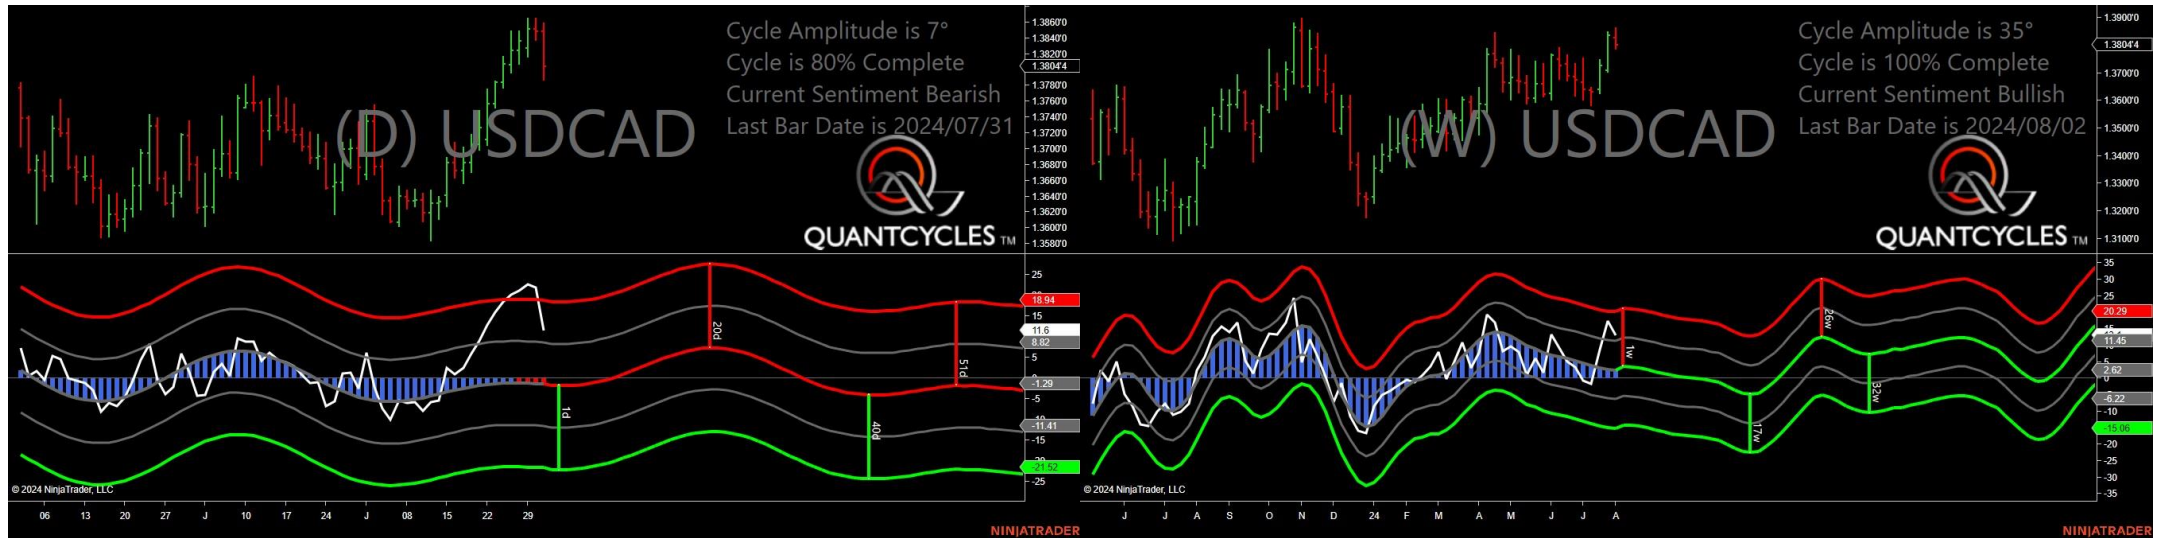 (D) USDCAD
Cycle Amplitude is 7°
Cycle is 80% Complete
Current Sentiment Bearish
Last Bar Date is 2024/07/31
QUANTCYCLES TM
1.3860'0
1.3840'0
1.3820'0
1.3804'4
1.3780'0
1.3760'0
1.3740'0
1.3720'0
1.3700'0
1.3680'0
1.3660'0
1.3640'0
1.3620'0
1.3600'0
1.3580'0
25
18.94
15
11.6
8.82
5
-1.29
-5
-11.41
-15
-21.52
-25
1d
20d
40d
51d
© 2024 NinjaTrader, LLC
06 13 20 27 J 10 17 24 J 08 15 22 29
NINJATRADER
(W) USDCAD
Cycle Amplitude is 35°
Cycle is 100% Complete
Current Sentiment Bullish
Last Bar Date is 2024/08/02
QUANTCYCLES TM
1.3900'0
1.3804'4
1.3700'0
1.3600'0
1.3500'0
1.3400'0
1.3300'0
1.3200'0
1.3100'0
35
30
25
20.29
11.45
2.62
0
-6.22
-10
-15.06
-20
-25
-30
-35
1w
17w
26w
32w
© 2024 NinjaTrader, LLC
J J A S O N D 24 F M A M J J A
NINJATRADER